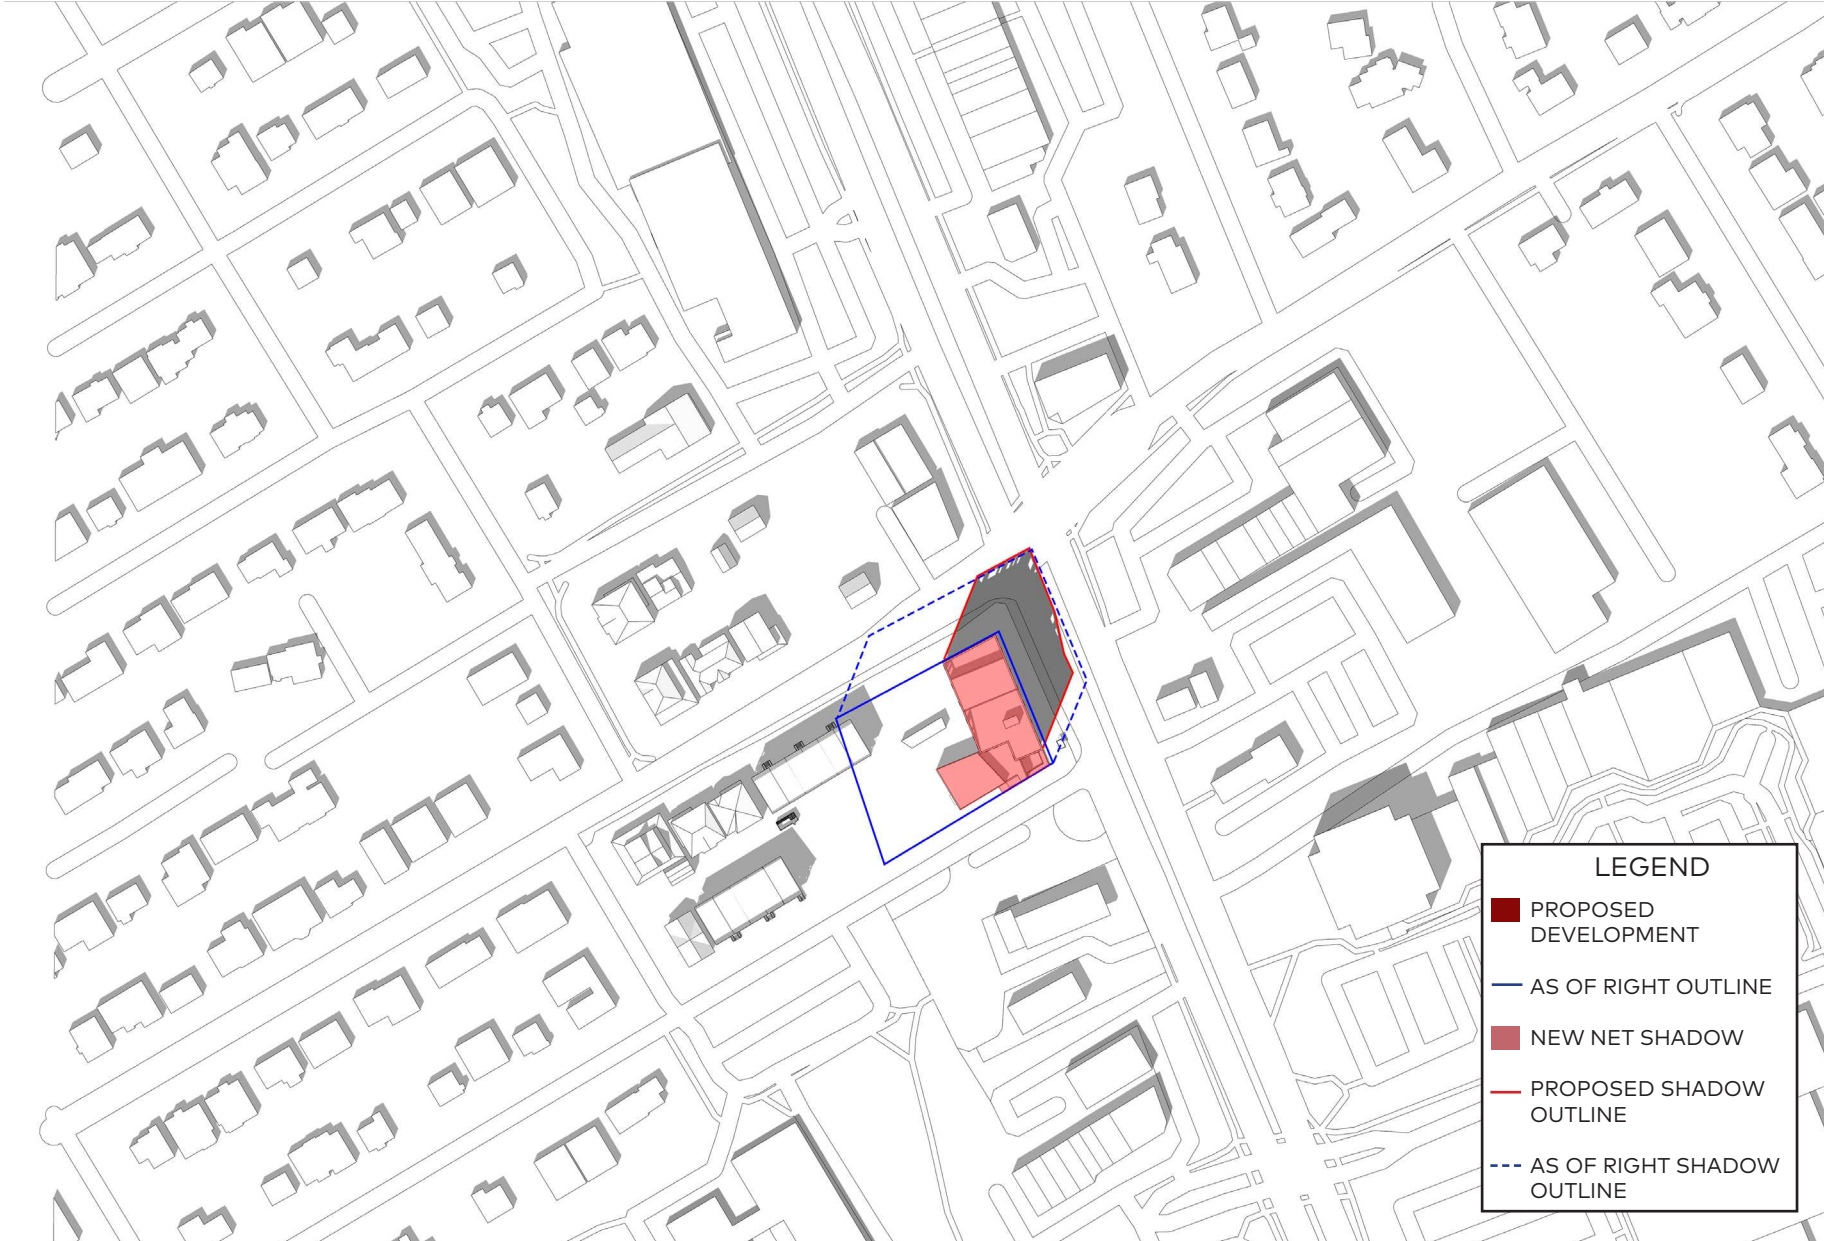 LEGEND
PROPOSED
DEVELOPMENT
AS OF RIGHT OUTLINE
NEW NET SHADOW
PROPOSED SHADOW
OUTLINE
AS OF RIGHT SHADOW
OUTLINE